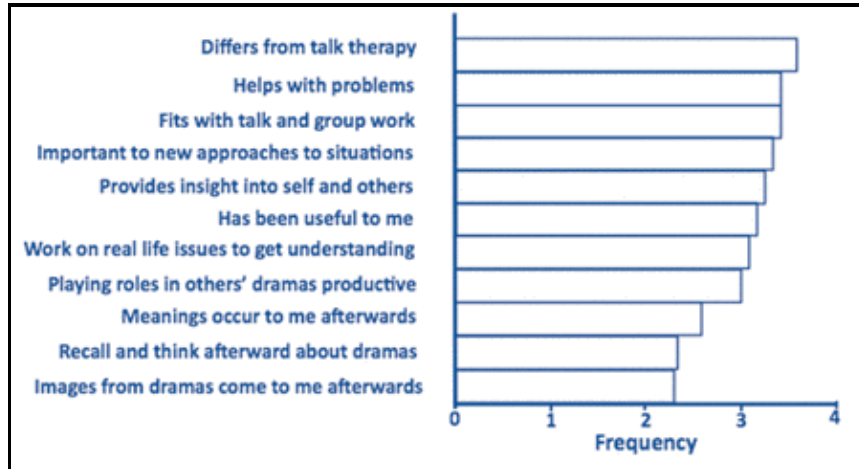 Differs from talk therapy
Helps with problems
Fits with talk and group work
Important to new approaches to situations
Provides insight into self and others
Has been useful to me
Work on real life issues to get understanding
Playing roles in others' dramas productive
Meanings occur to me afterwards
Recall and think afterward about dramas
Images from dramas come to me afterwards
0 1 2 3 4
Frequency